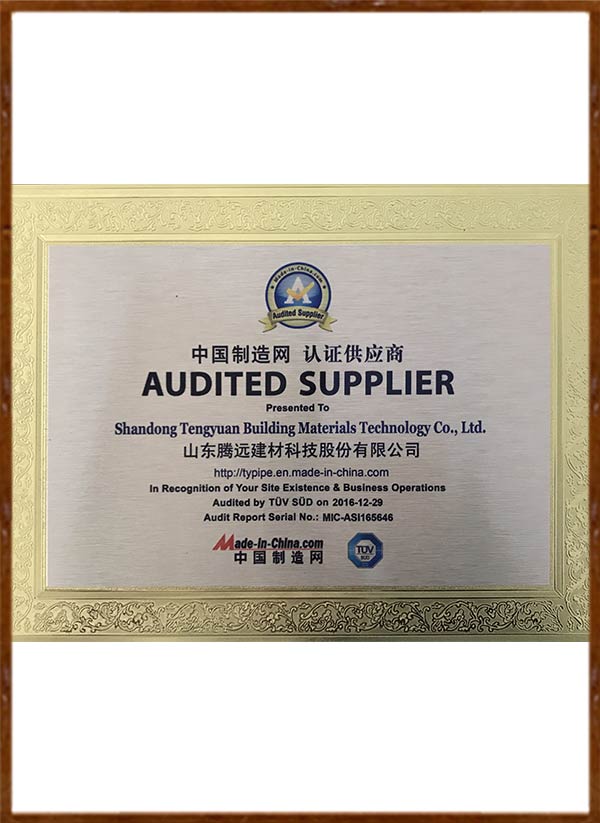 Made-in-China.com
A
Audited Supplier
中国制造网 认证供应商
AUDITED SUPPLIER
Presented To
Shandong Tengyuan Building Materials Technology Co., Ltd.
山东腾远建材科技股份有限公司
http://typipe.en.made-in-china.com
In Recognition of Your Site Existence & Business Operations
Audited by TÜV SÜD on 2016-12-29
Audit Report Serial No.: MIC-ASI165646
Made-in-China.com
中国制造网
TÜV
SÜD